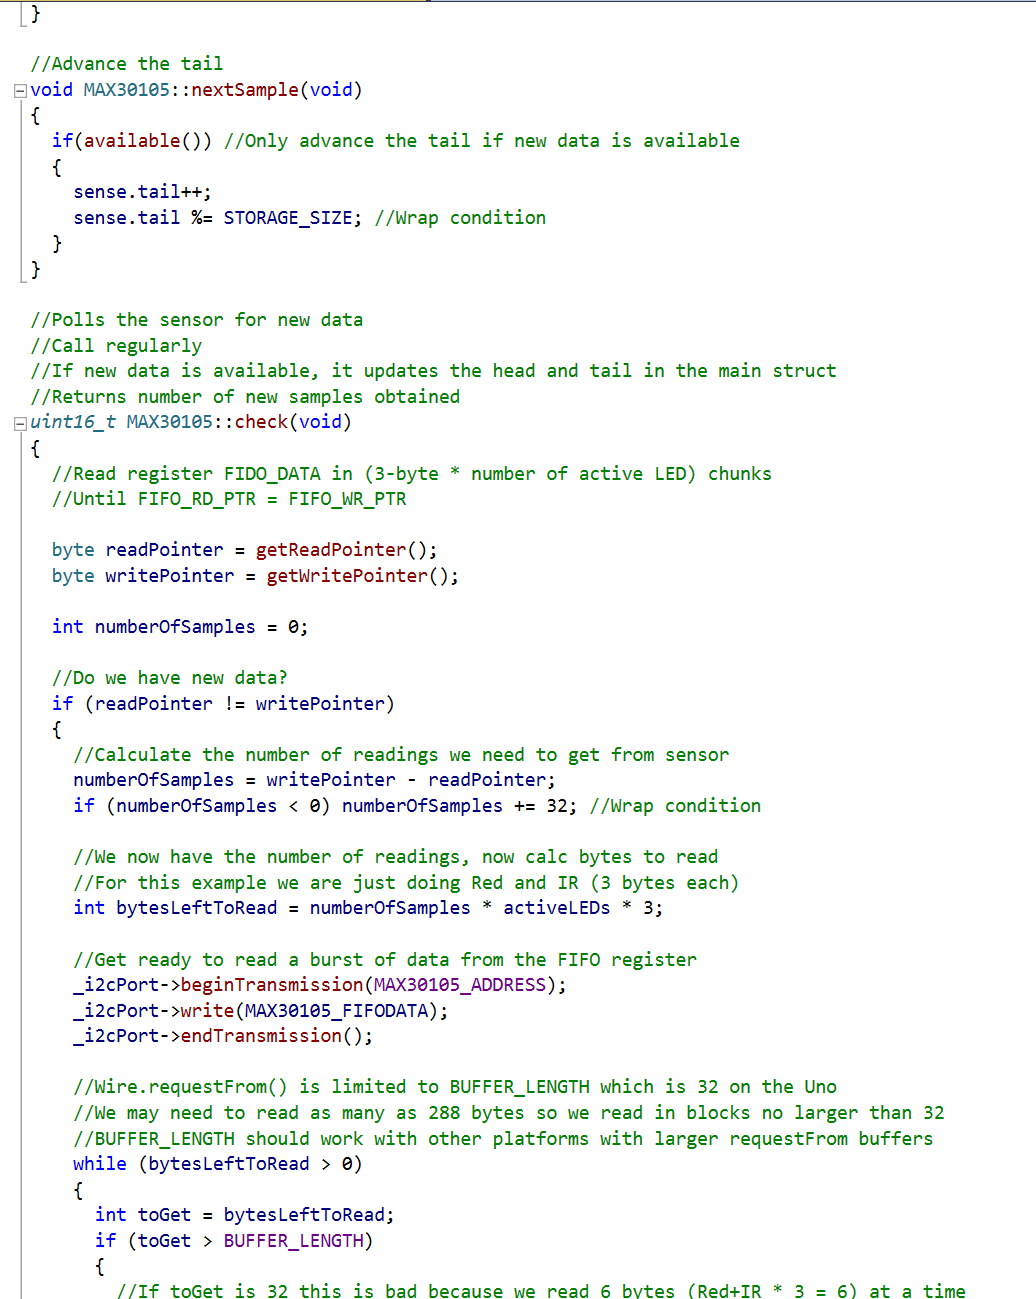 }
//Advance the tail
void MAX30105::nextSample(void)
{
if(available()) //Only advance the tail if new data is available
{
sense.tail++;
sense.tail %= STORAGE_SIZE; //Wrap condition
}
}
//Polls the sensor for new data
//Call regularly
//If new data is available, it updates the head and tail in the main struct
//Returns number of new samples obtained
uint16_t MAX30105::check(void)
{
//Read register FIDO_DATA in (3-byte * number of active LED) chunks
//Until FIFO_RD_PTR = FIFO_WR_PTR
byte readPointer = getReadPointer();
byte writePointer = getWritePointer();
int numberOfSamples = 0;
//Do we have new data?
if (readPointer != writePointer)
{
//Calculate the number of readings we need to get from sensor
numberOfSamples = writePointer - readPointer;
if (numberOfSamples < 0) numberOfSamples += 32; //Wrap condition
//We now have the number of readings, now calc bytes to read
//For this example we are just doing Red and IR (3 bytes each)
int bytesLeftToRead = numberOfSamples * activeLEDs * 3;
//Get ready to read a burst of data from the FIFO register
_i2cPort->beginTransmission(MAX30105_ADDRESS);
_i2cPort->write(MAX30105_FIFODATA);
_i2cPort->endTransmission();
//Wire.requestFrom() is limited to BUFFER_LENGTH which is 32 on the Uno
//We may need to read as many as 288 bytes so we read in blocks no larger than 32
//BUFFER_LENGTH should work with other platforms with larger requestFrom buffers
while (bytesLeftToRead > 0)
{
int toGet = bytesLeftToRead;
if (toGet > BUFFER_LENGTH)
{
//If toGet is 32 this is bad because we read 6 bytes (Red+IR * 3 = 6) at a time